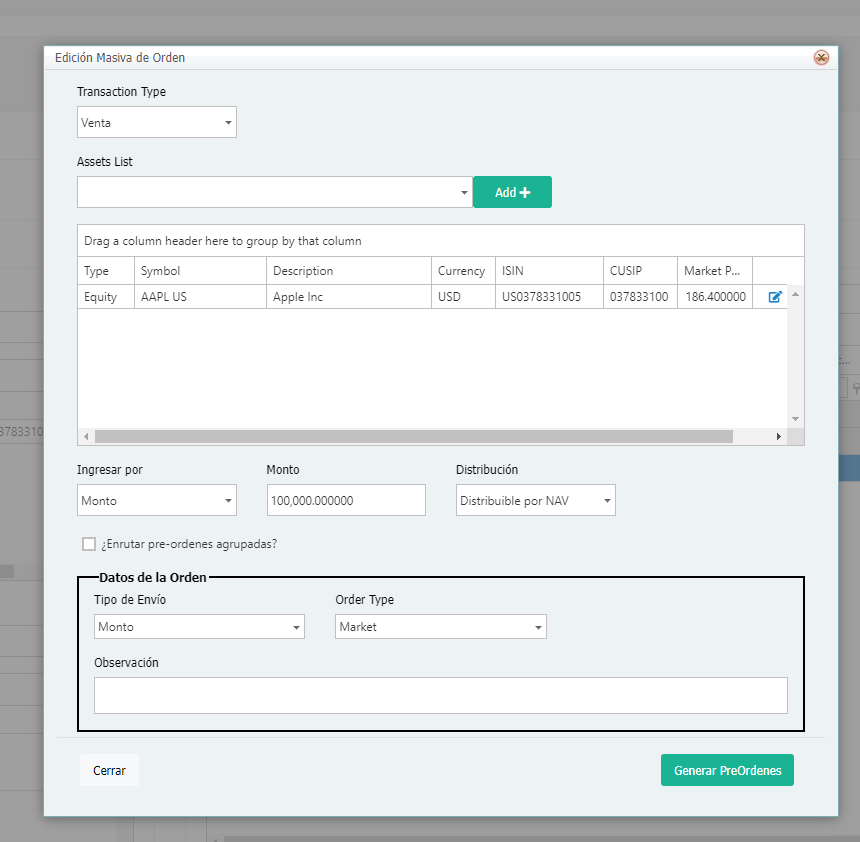 Edición Masiva de Orden
Transaction Type
Venta
Assets List
Add
Drag a column header here to group by that column
Type Symbol Description Currency ISIN CUSIP Market P...
Equity AAPL US Apple Inc USD US0378331005 037833100 186.400000
Ingresar por Monto Distribución
Monto 100,000.000000 Distribuible por NAV
¿Enrutar pre-ordenes agrupadas?
Datos de la Orden
Tipo de Envío Order Type
Monto Market
Observación
Cerrar Generar PreOrdenes